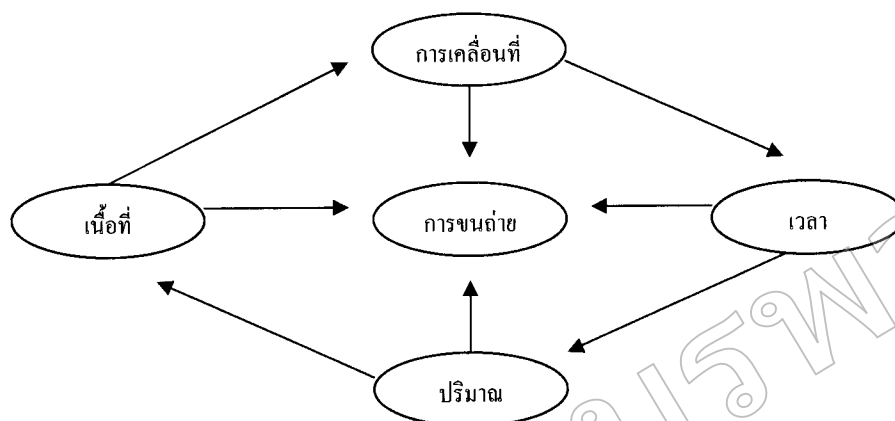 การเคลื่อนที่
เนื้อที่
การขนถ่าย
เวลา
ปริมาณ